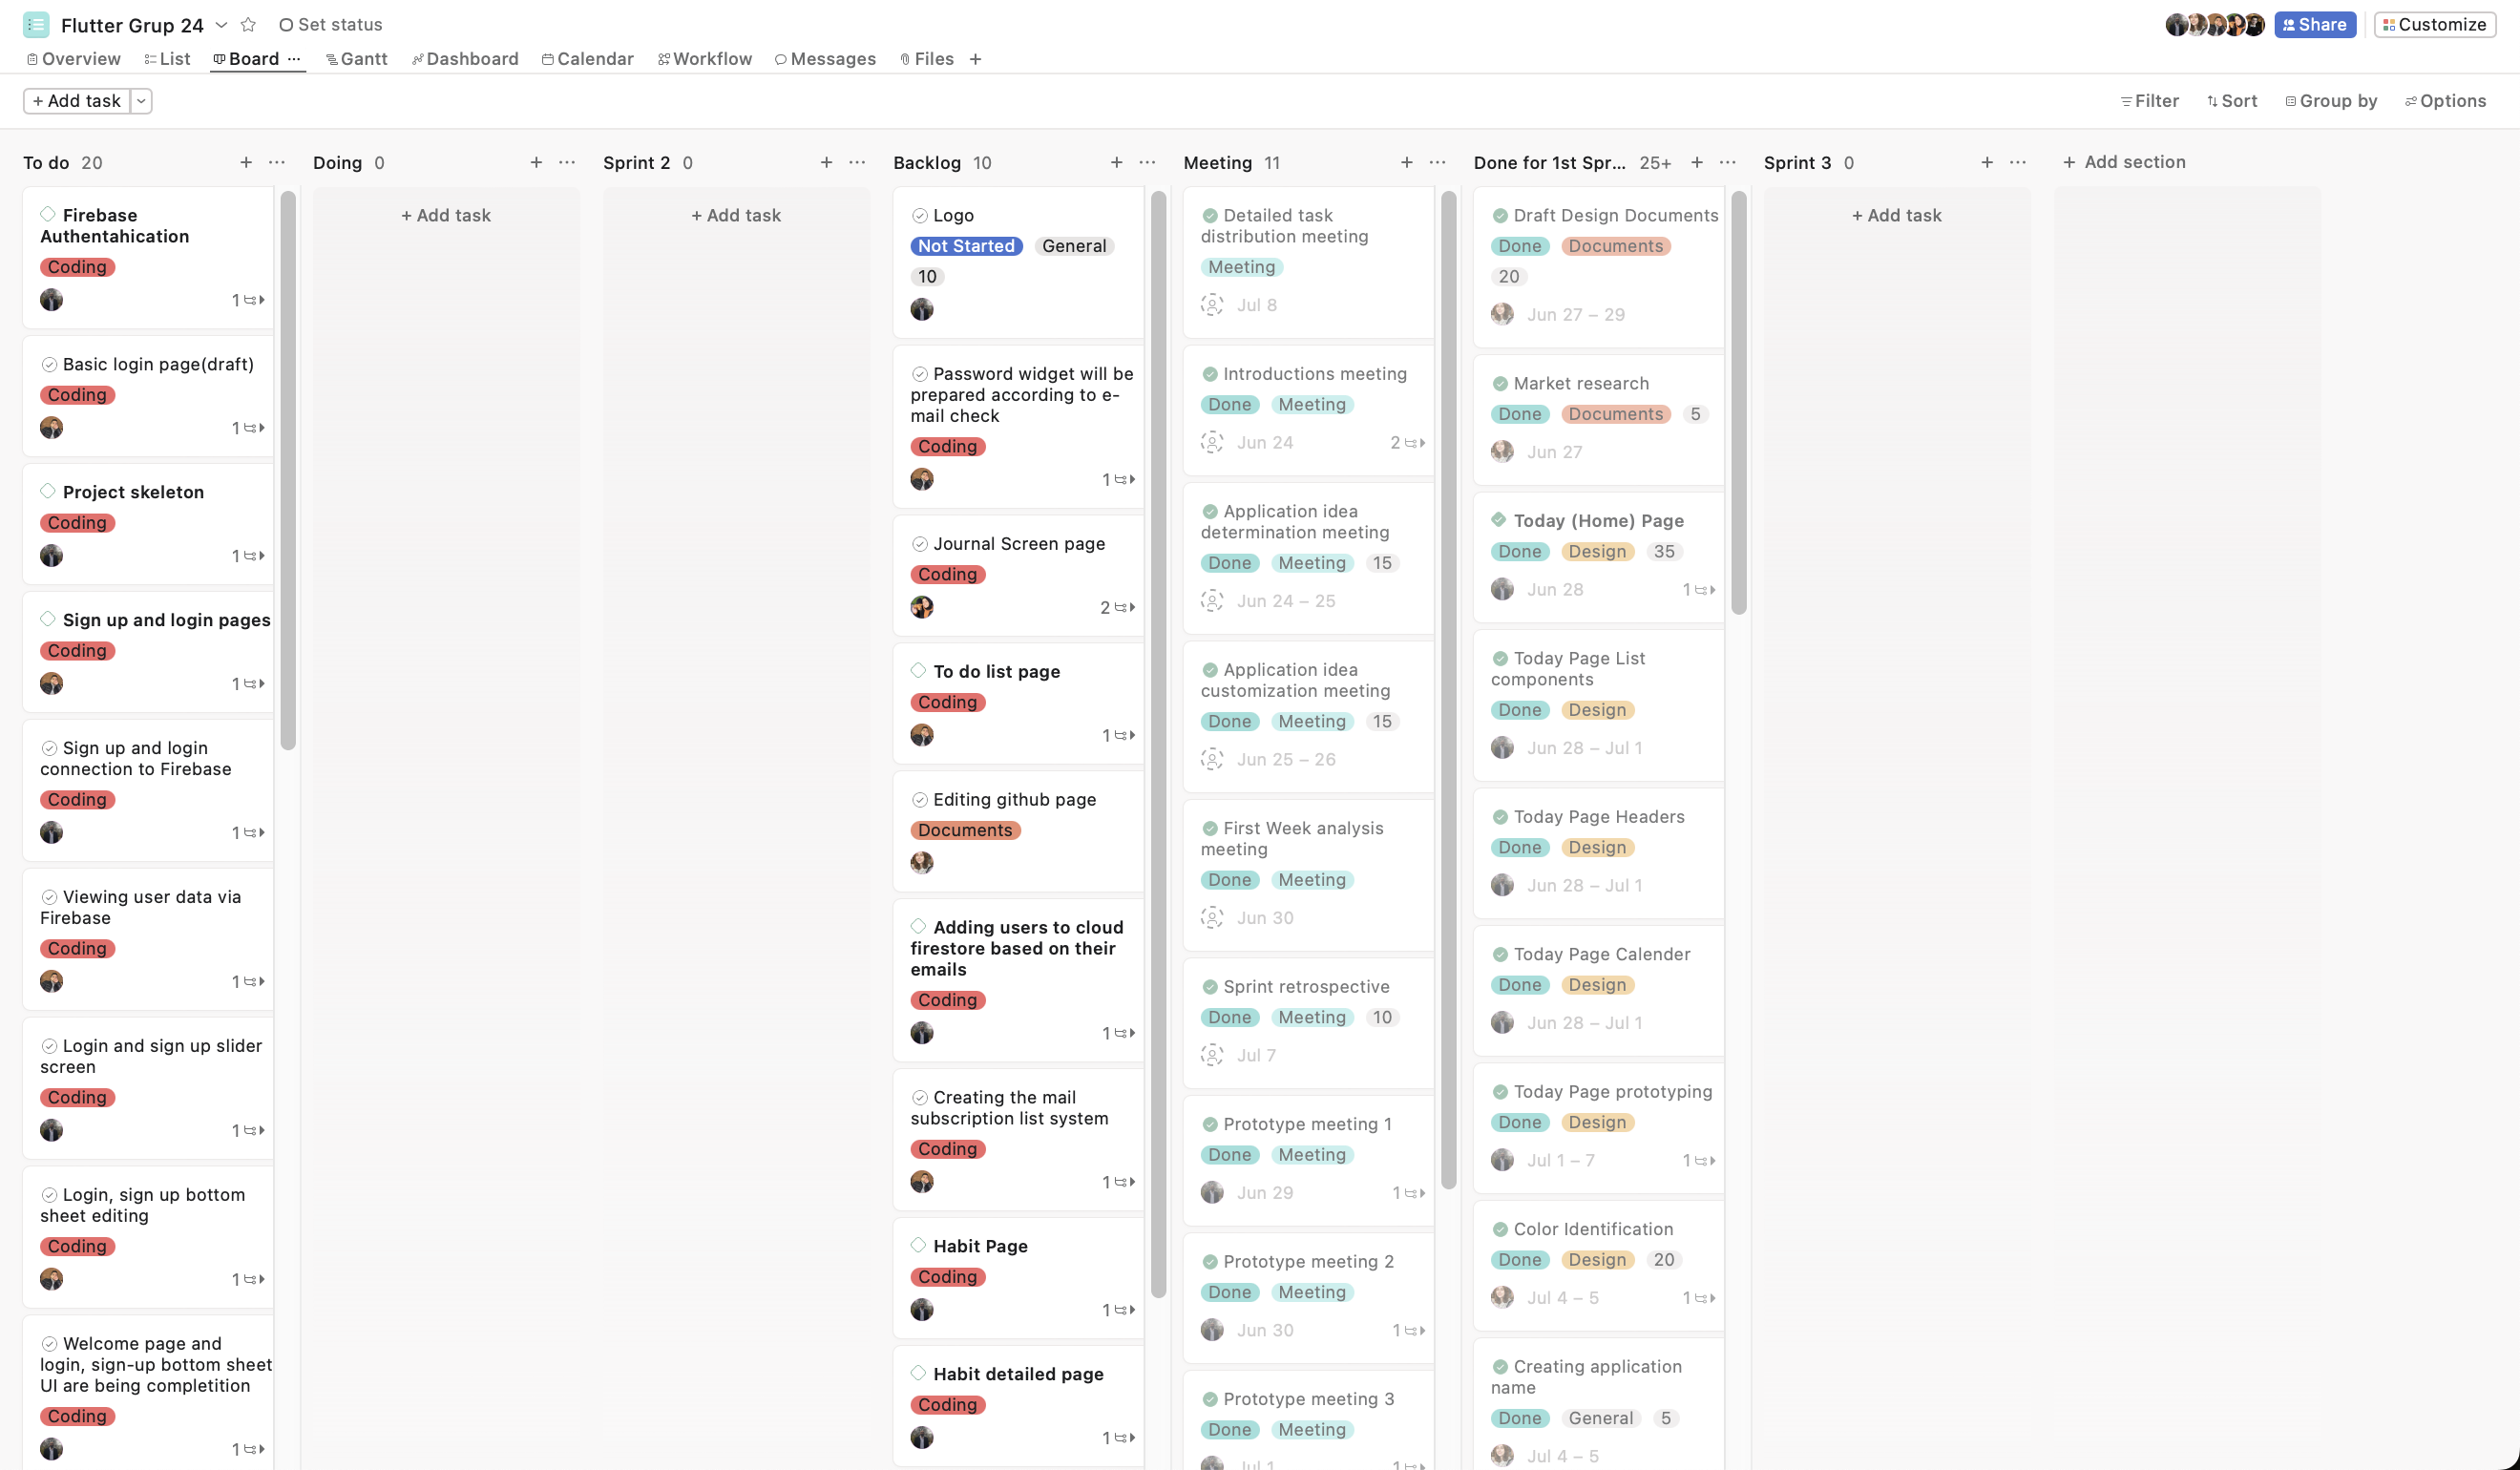 Flutter Grup 24
Set status
Share
Customize
Overview
List
Board
Gantt
Dashboard
Calendar
Workflow
Messages
Files
+
+ Add task
Filter
Sort
Group by
Options
To do 20
Firebase
Authentahication
Coding
1
Basic login page(draft)
Coding
1
Project skeleton
Coding
1
Sign up and login pages
Coding
1
Sign up and login
connection to Firebase
Coding
1
Viewing user data via
Firebase
Coding
1
Login and sign up slider
screen
Coding
1
Login, sign up bottom
sheet editing
Coding
1
Welcome page and
login, sign-up bottom sheet
UI are being completition
Coding
1
Doing 0
+ Add task
Sprint 2 0
+ Add task
Backlog 10
Logo
Not Started General
10
Password widget will be
prepared according to e-
mail check
Coding
1
Journal Screen page
Coding
2
To do list page
Coding
1
Editing github page
Documents
Adding users to cloud
firestore based on their
emails
Coding
1
Creating the mail
subscription list system
Coding
1
Habit Page
Coding
1
Habit detailed page
Coding
1
Meeting 11
Detailed task
distribution meeting
Meeting
Jul 8
Introductions meeting
Done Meeting
Jun 24 2
Application idea
determination meeting
Done Meeting 15
Jun 24 – 25
Application idea
customization meeting
Done Meeting 15
Jun 25 – 26
First Week analysis
meeting
Done Meeting
Jun 30
Sprint retrospective
Done Meeting 10
Jul 7
Prototype meeting 1
Done Meeting
Jun 29 1
Prototype meeting 2
Done Meeting
Jun 30 1
Prototype meeting 3
Done Meeting
Jul 1 1
Done for 1st Spr... 25+
Draft Design Documents
Done Documents
20
Jun 27 – 29
Market research
Done Documents 5
Jun 27
Today (Home) Page
Done Design 35
Jun 28 1
Today Page List
components
Done Design
Jun 28 – Jul 1
Today Page Headers
Done Design
Jun 28 – Jul 1
Today Page Calender
Done Design
Jun 28 – Jul 1
Today Page prototyping
Done Design
Jul 1 – 7 1
Color Identification
Done Design 20
Jul 4 – 5 1
Creating application
name
Done General 5
Jul 4 – 5
Sprint 3 0
+ Add task
+ Add section